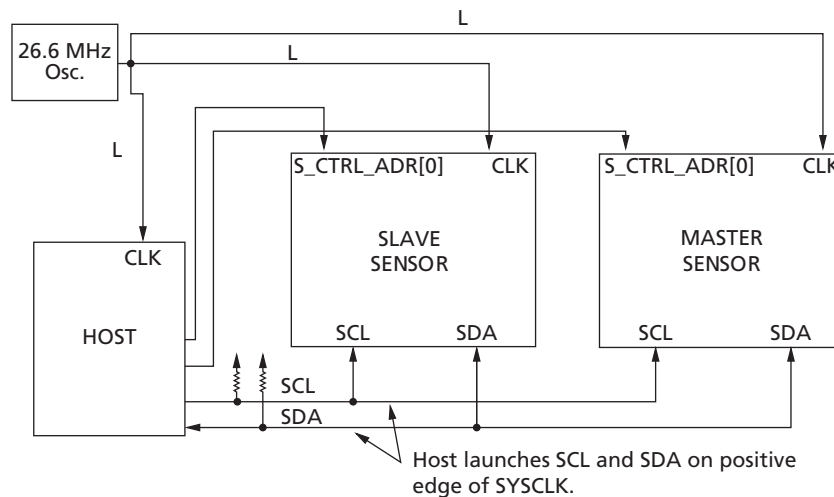 L
26.6 MHz
Osc.
L
L
S_CTRL_ADR[0]
CLK
S_CTRL_ADR[0]
CLK
SLAVE
SENSOR
MASTER
SENSOR
CLK
HOST
SCL
SDA
SCL
SDA
SCL
SDA
Host launches SCL and SDA on positive
edge of SYSCLK.